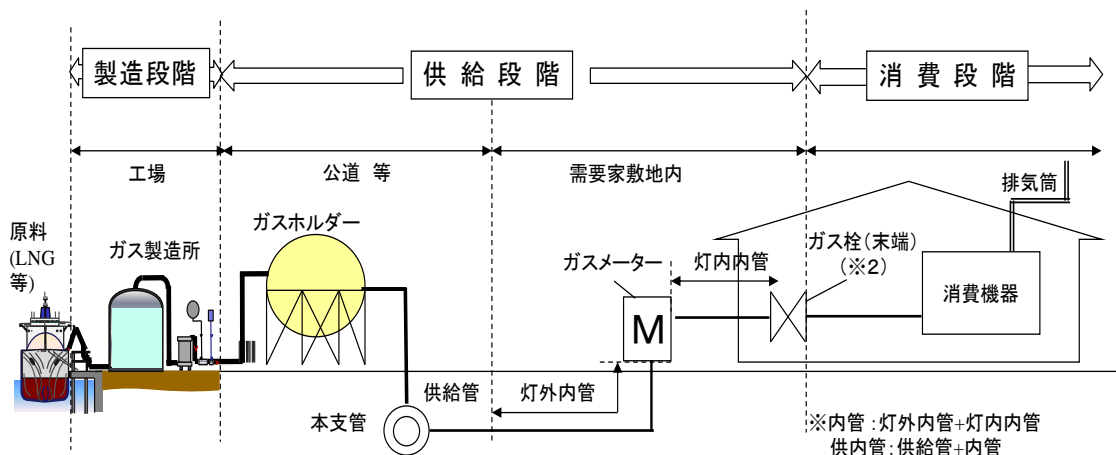 製造段階
供給段階
消費段階
工場
公道 等
需要家敷地内
排気筒
原料
(LNG
等)
ガス製造所
ガスホルダー
ガスメーター
灯内内管
ガス栓(末端)
(※2)
消費機器
M
供給管
灯外内管
本支管
※内管:灯外内管+灯内内管
供内管:供給管+内管